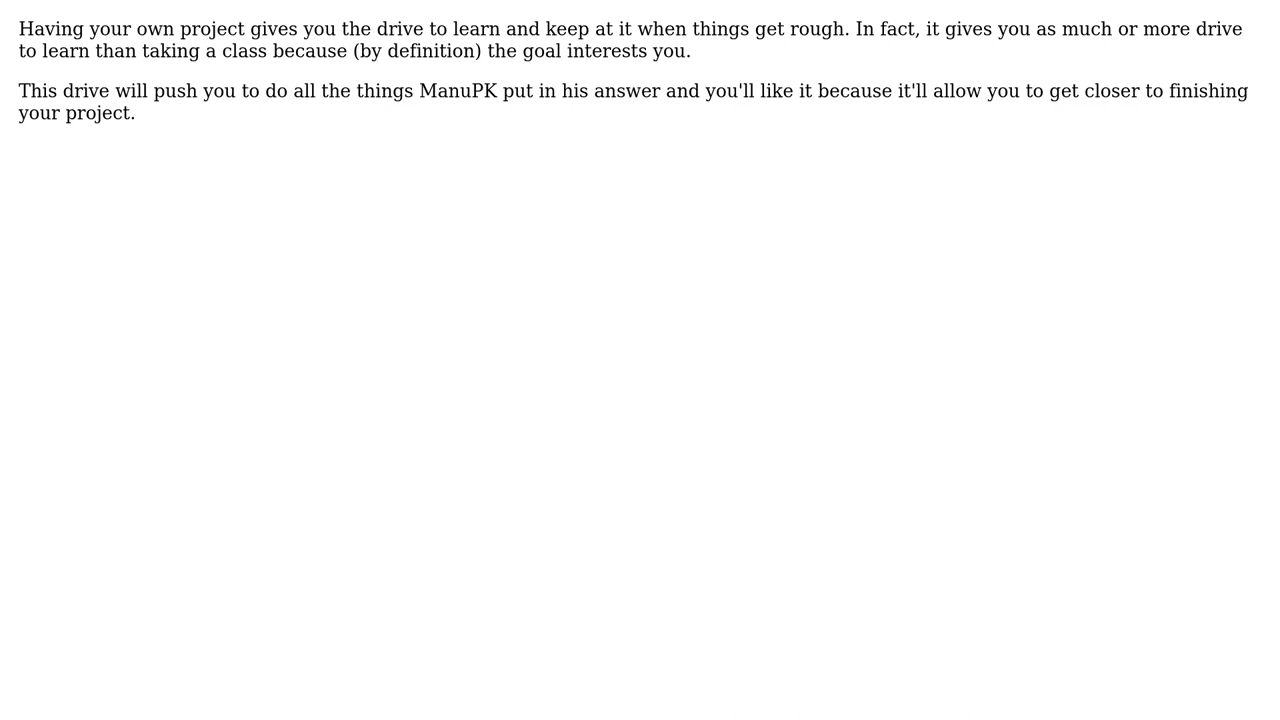 Having your own project gives you the drive to learn and keep at it when things get rough. In fact, it gives you as much or more drive
to learn than taking a class because (by definition) the goal interests you.
This drive will push you to do all the things ManuPK put in his answer and you'll like it because it'll allow you to get closer to finishing
your project.